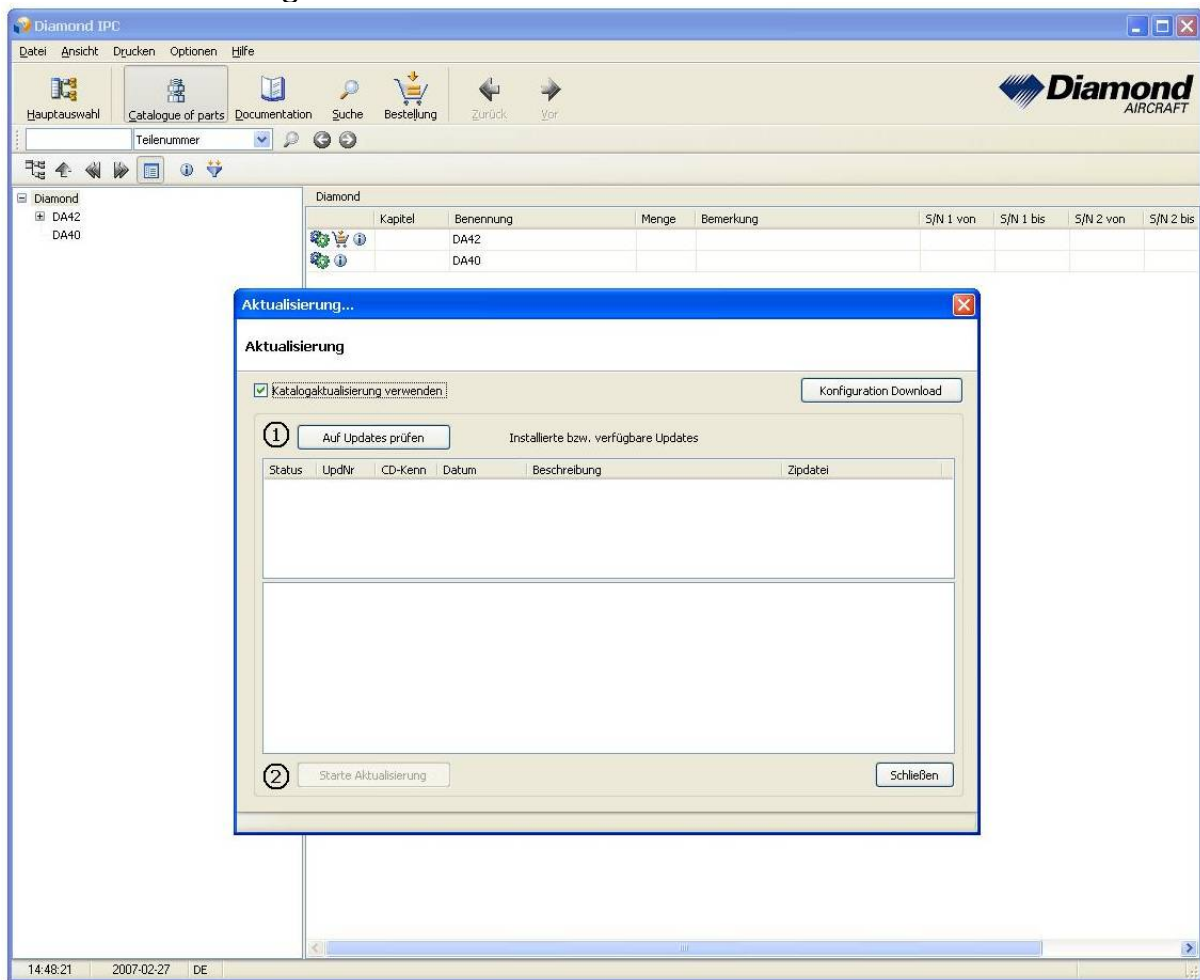 Diamond IPC
Datei Ansicht Drucken Optionen Hilfe
Hauptauswahl Catalogue of parts Documentation Suche Bestellung Zurück Vor
Diamond
AIRCRAFT
Teilenummer
Diamond
DA42
DA40
Diamond
Kapitel Benennung Menge Bemerkung S/N 1 von S/N 1 bis S/N 2 von S/N 2 bis
DA42
DA40
Aktualisierung...
Aktualisierung
Katalogaktualisierung verwenden Konfiguration Download
1 Auf Updates prüfen Installierte bzw. verfügbare Updates
Status UpdNr CD-Kenn Datum Beschreibung Zipdatei
2 Starte Aktualisierung Schließen
14:48:21 2007-02-27 DE